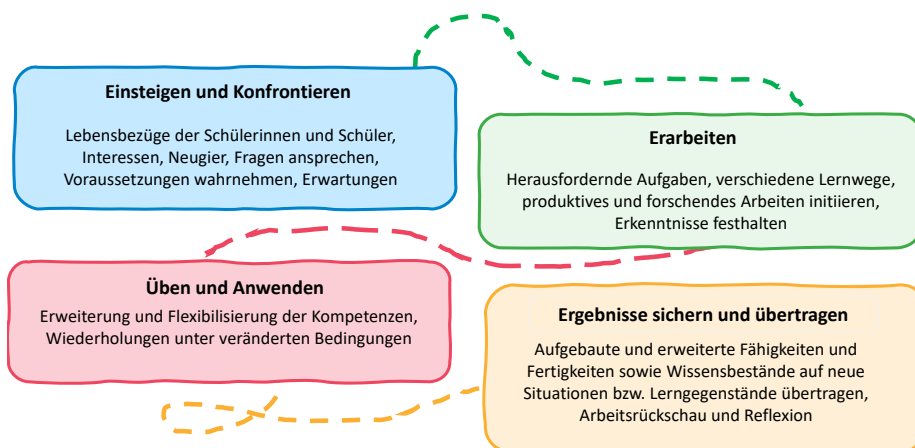 Einsteigen und Konfrontieren
Lebensbezüge der Schülerinnen und Schüler,
Interessen, Neugier, Fragen ansprechen,
Voraussetzungen wahrnehmen, Erwartungen
Erarbeiten
Herausfordernde Aufgaben, verschiedene Lernwege,
produktives und forschendes Arbeiten initiieren,
Erkenntnisse festhalten
Üben und Anwenden
Erweiterung und Flexibilisierung der Kompetenzen,
Wiederholungen unter veränderten Bedingungen
Ergebnisse sichern und übertragen
Aufgebaute und erweiterte Fähigkeiten und
Fertigkeiten sowie Wissensbestände auf neue
Situationen bzw. Lerngegenstände übertragen,
Arbeitsrückschau und Reflexion